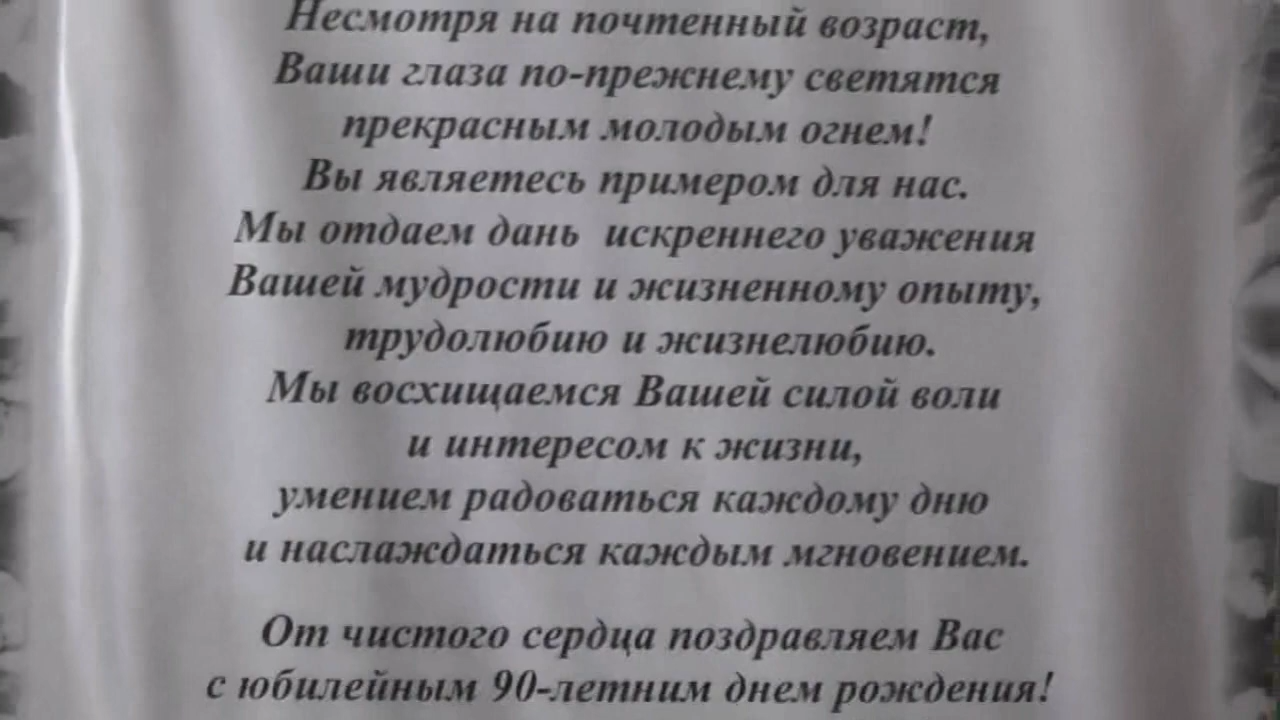 Несмотря на почтенный возраст,
Ваши глаза по-прежнему светятся
прекрасным молодым огнем!
Вы являетесь примером для нас.
Мы отдаем дань искреннего уважения
Вашей мудрости и жизненному опыту,
трудолюбию и жизнелюбию.
Мы восхищаемся Вашей силой воли
и интересом к жизни,
умением радоваться каждому дню
и наслаждаться каждым мгновением.
От чистого сердца поздравляем Вас
с юбилейным 90-летним днем рождения!